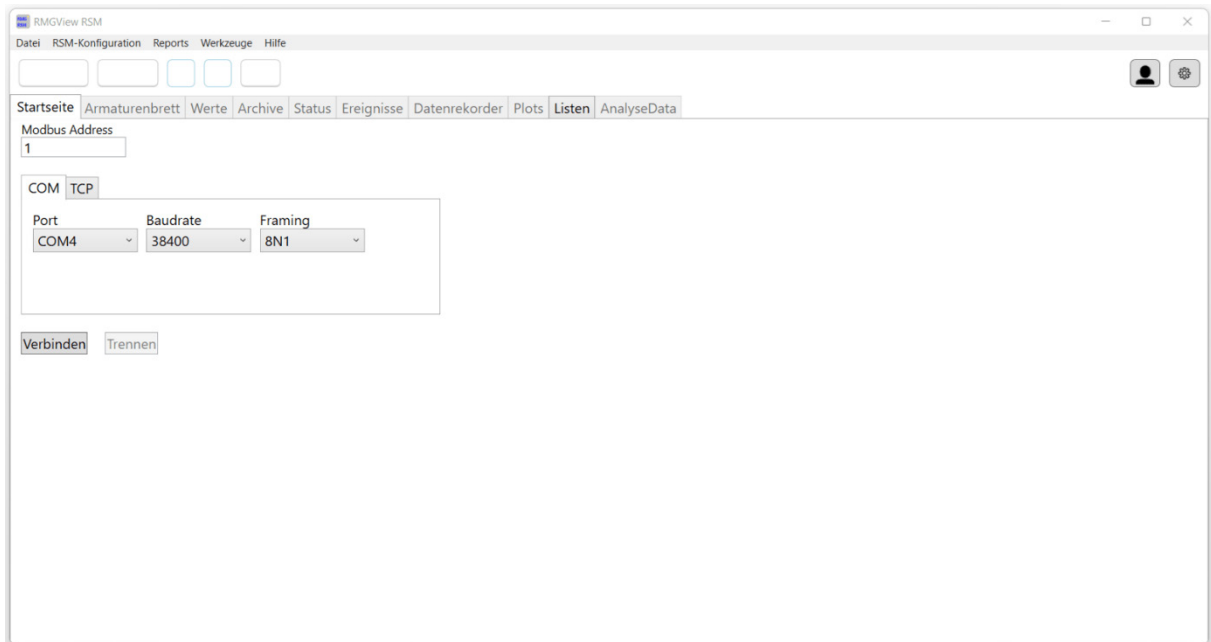 RMGView RSM
Datei RSM-Konfiguration Reports Werkzeuge Hilfe
Startseite Armaturenbrett Werte Archive Status Ereignisse Datenrekorder Plots Listen AnalyseData
Modbus Address
1
COM TCP
Port Baudrate Framing
COM4 38400 8N1
Verbinden Trennen